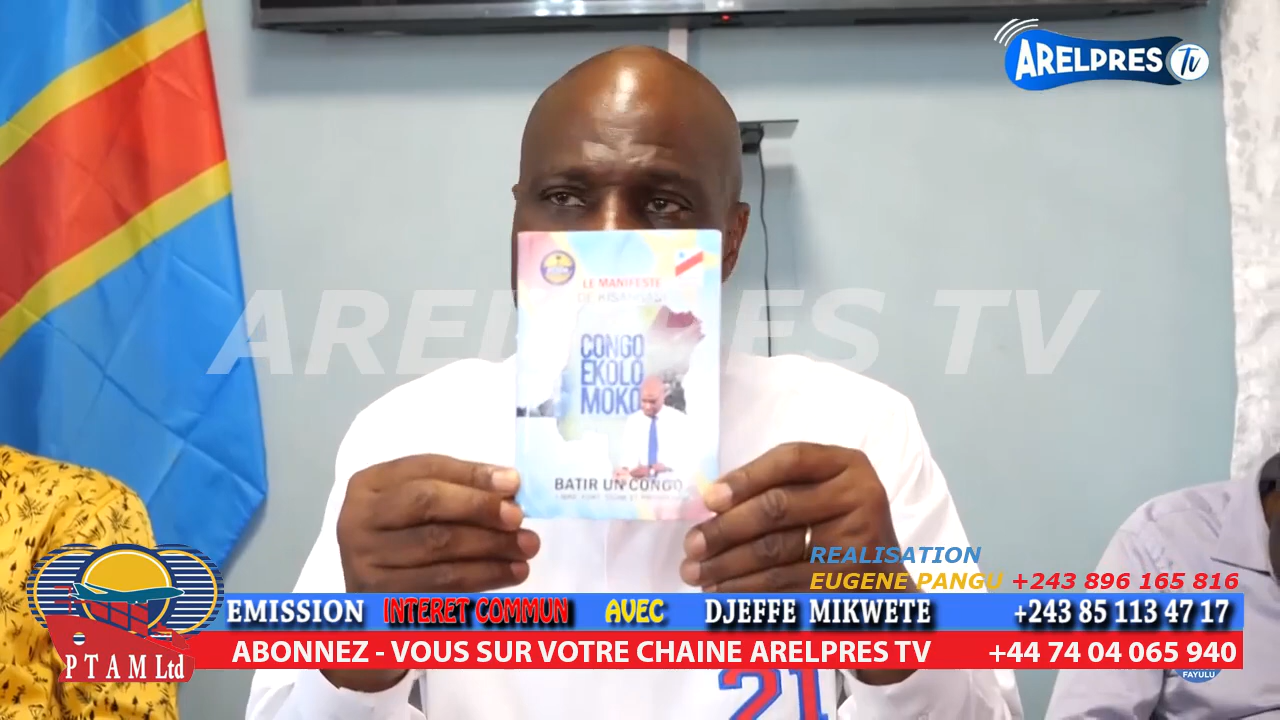 ARELPRES TV
ARELPRES TV
LE MANIFESTE
CONGO
EKOLO
MOKO
BATIR UN CONGO
REALISATION
EUGENE PANGU +243 896 165 816
EMISSION INTERET COMMUN AVEC DJEFFE MIKWETE +243 85 113 47 17
ABONNEZ - VOUS SUR VOTRE CHAINE ARELPRES TV +44 74 04 065 940
PTAM Ltd
FAYULU
21